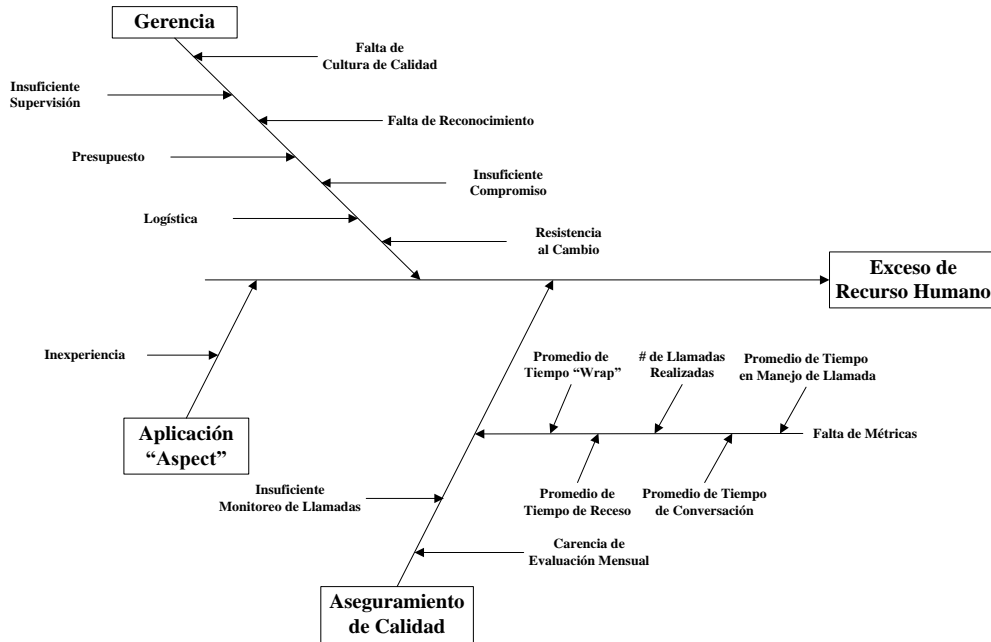 Gerencia
Falta de
Cultura de Calidad
Insuficiente
Supervisión
Falta de Reconocimiento
Presupuesto
Insuficiente
Compromiso
Logística
Resistencia
al Cambio
Exceso de
Recurso Humano
Inexperiencia
Promedio de
Tiempo “Wrap”
# de Llamadas
Realizadas
Promedio de Tiempo
en Manejo de Llamada
Aplicación
“Aspect”
Falta de Métricas
Insuficiente
Monitoreo de Llamadas
Promedio de
Tiempo de Receso
Promedio de Tiempo
de Conversación
Carencia de
Evaluación Mensual
Aseguramiento
de Calidad